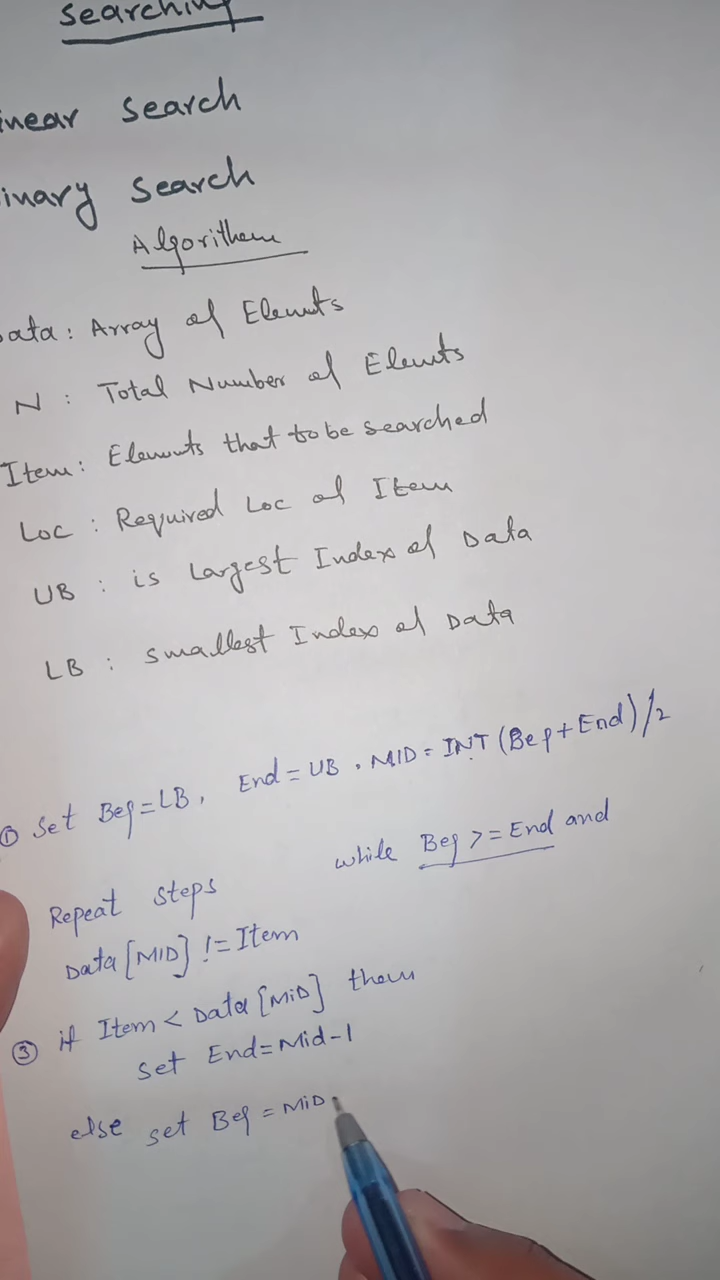 Searching
inear Search
inary Search
Algorithem
ata: Array of Elements
N : Total Number of Elements
Item: Elements that to be searched
Loc : Required Loc of Item
UB : is Largest Index of Data
LB : smallest Index of Data
① Set Beg=LB, End=UB, MID=INT(Beg+End)/2
Repeat steps while Beg >= End and
Data[MID] != Item
③ if Item < Data[MID] then
set End=Mid-1
else set Beg=MID